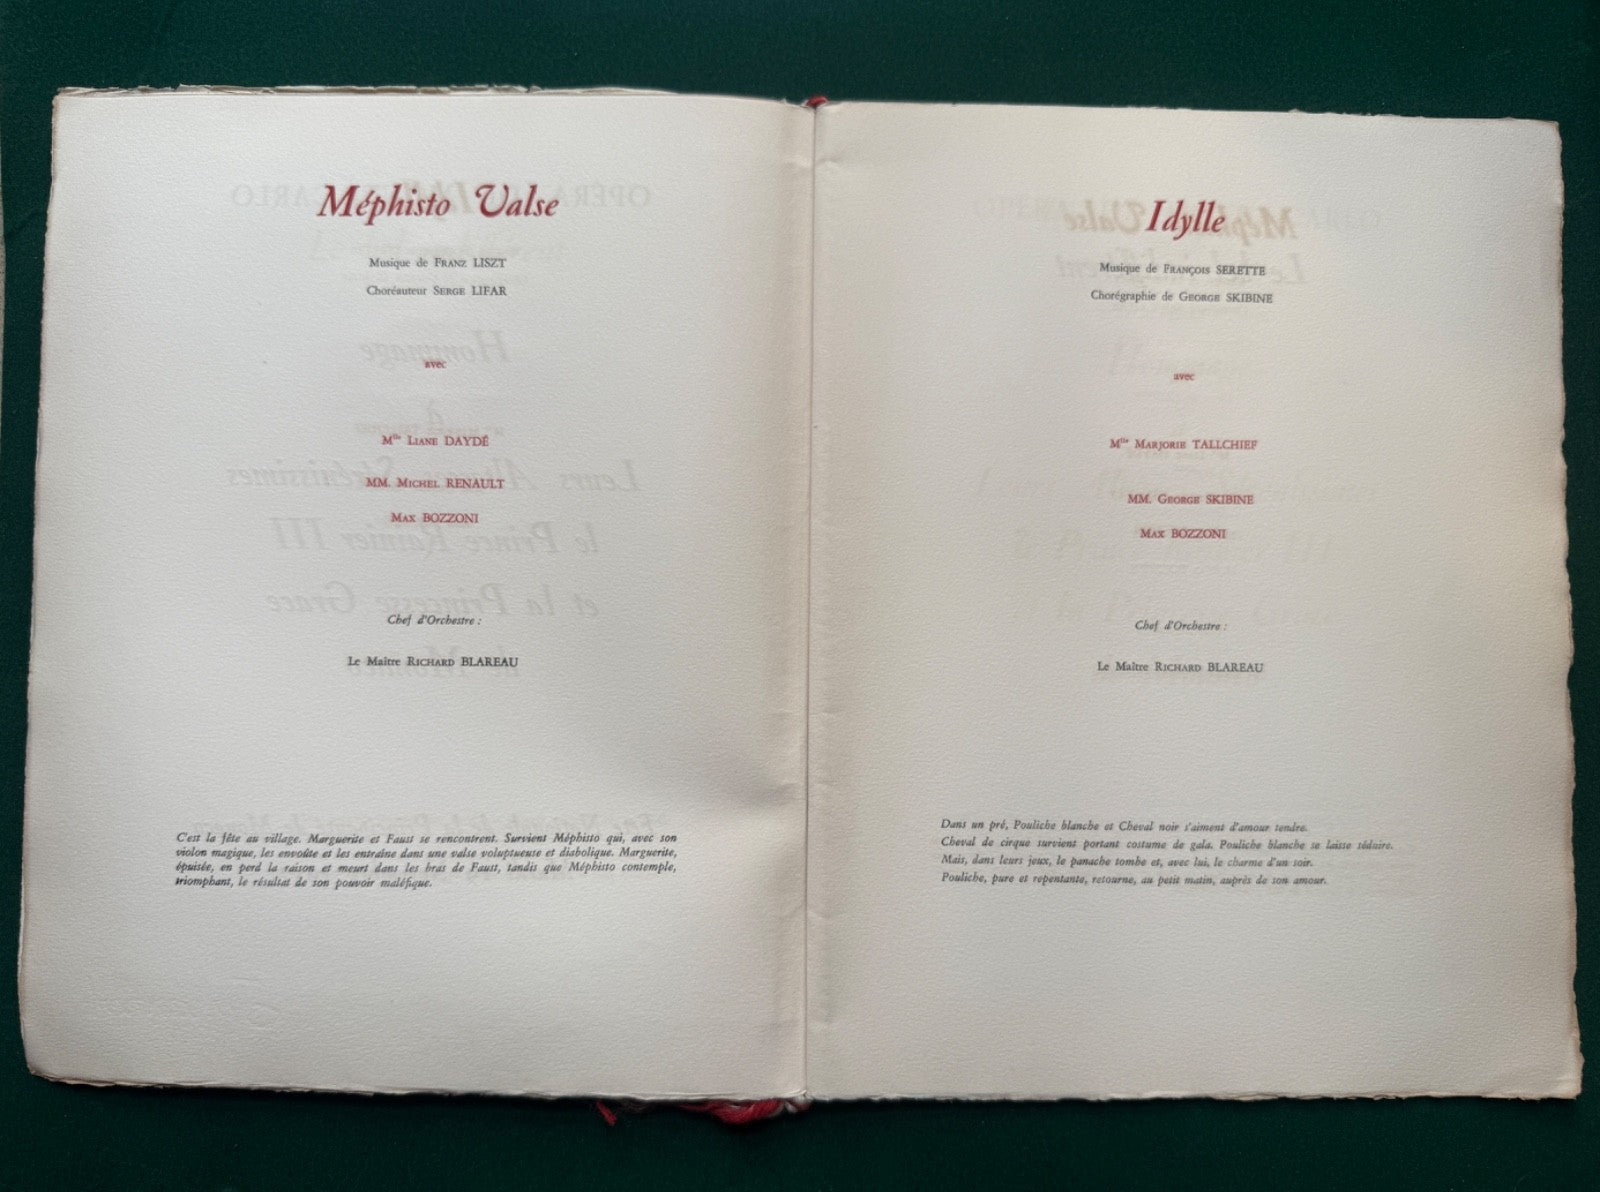 Méphisto Valse
Musique de FRANZ LISZT
Choréauteur SERGE LIFAR
avec
Mlle LIANE DAYDÉ
MM. MICHEL RENAULT
MAX BOZZONI
Chef d'Orchestre :
Le Maître RICHARD BLAREAU
C'est la fête au village. Marguerite et Faust se rencontrent. Survient Méphisto qui, avec son
violon magique, les envoûte et les entraîne dans une valse voluptueuse et diabolique. Marguerite,
épuisée, en perd la raison et meurt dans les bras de Faust, tandis que Méphisto contemple,
triomphant, le résultat de son pouvoir maléfique.
Idylle
Musique de FRANÇOIS SERETTE
Chorégraphie de GEORGE SKIBINE
avec
Mlle MARJORIE TALLCHIEF
MM. GEORGE SKIBINE
MAX BOZZONI
Chef d'Orchestre :
Le Maître RICHARD BLAREAU
Dans un pré, Pouliche blanche et Cheval noir s'aiment d'amour tendre.
Cheval de cirque survient portant costume de gala. Pouliche blanche se laisse séduire.
Mais, dans leurs jeux, le panache tombe et, avec lui, le charme d'un soir.
Pouliche, pure et repentante, retourne, au petit matin, auprès de son amour.